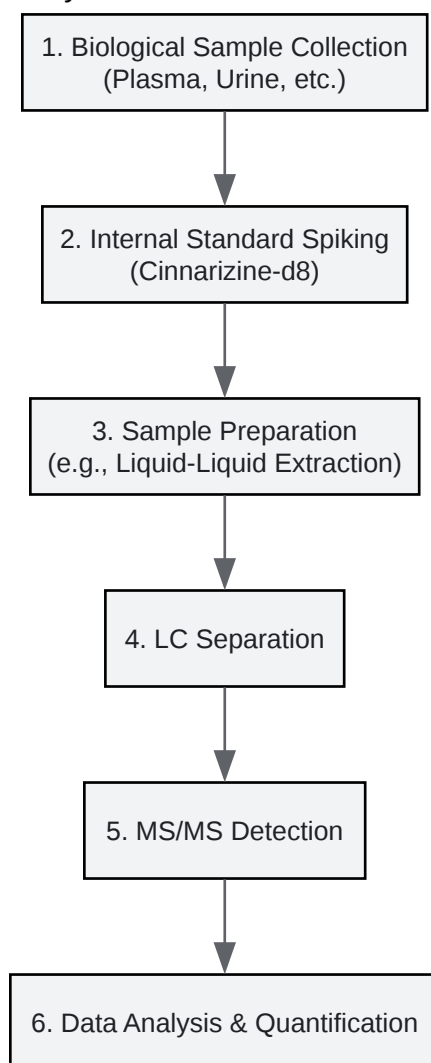 1. Biological Sample Collection
(Plasma, Urine, etc.)
2. Internal Standard Spiking
(Cinnarizine-d8)
3. Sample Preparation
(e.g., Liquid-Liquid Extraction)
4. LC Separation
5. MS/MS Detection
6. Data Analysis & Quantification